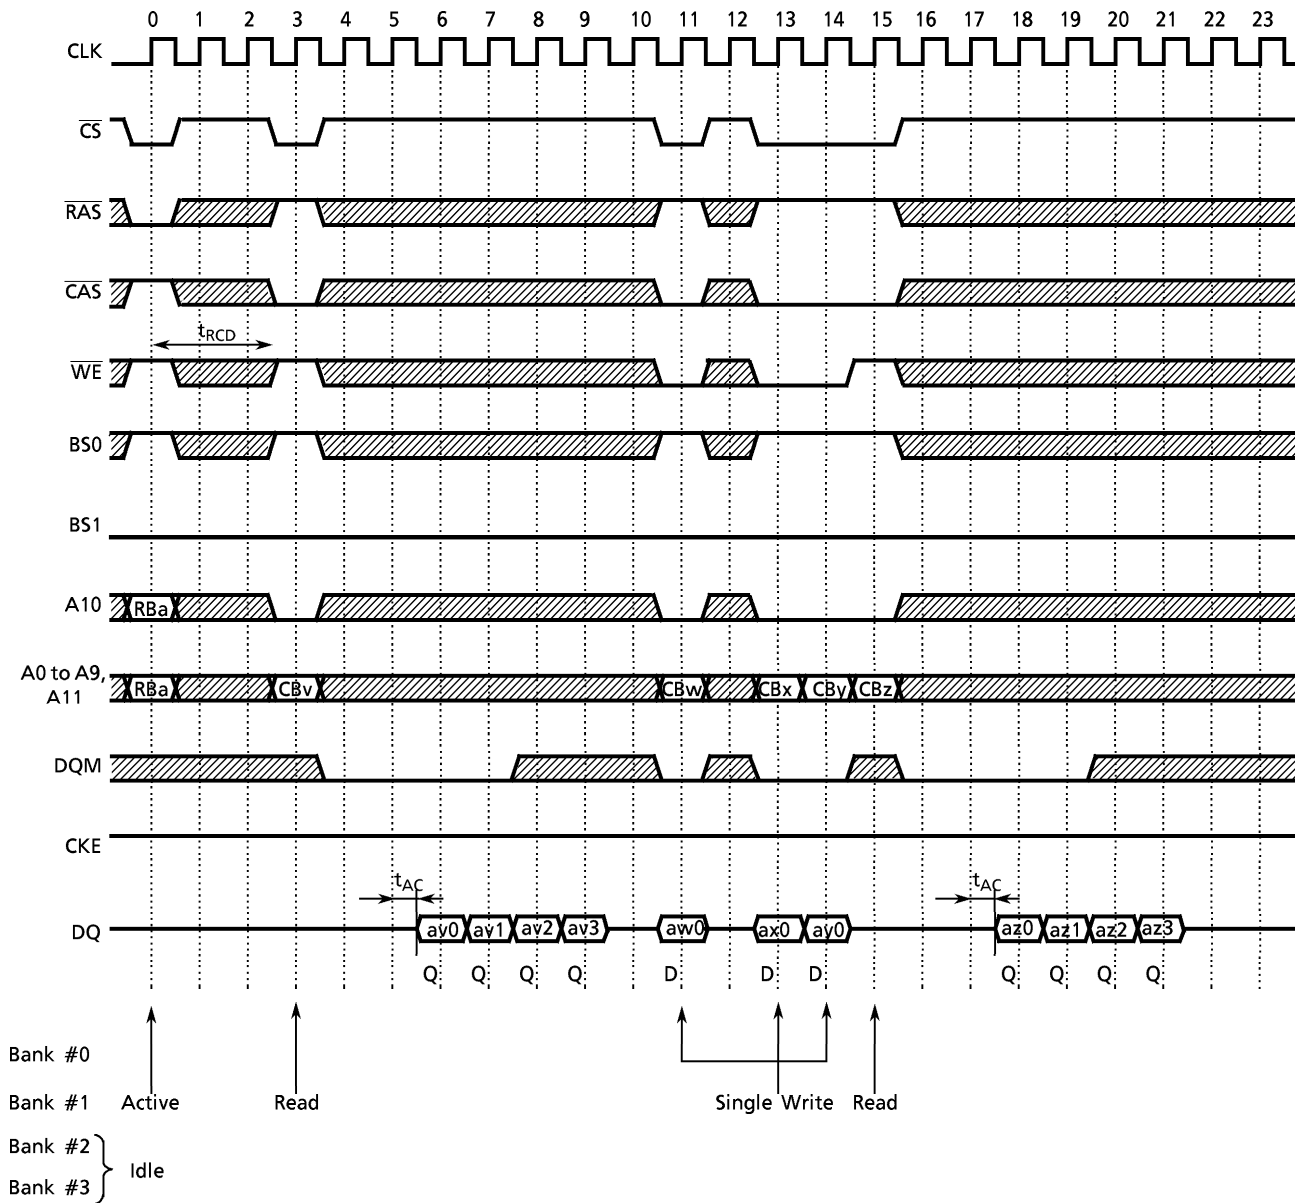 0 1 2 3 4 5 6 7 8 9 10 11 12 13 14 15 16 17 18 19 20 21 22 23
CLK
CS
RAS
CAS
tRCD
WE
BS0
BS1
A10 RBa
A0 to A9, A11 RBa CBv CBw CBx CBy CBz
DQM
CKE
tAC tAC
DQ av0 av1 av2 av3 aw0 ax0 ay0 az0 az1 az2 az3
Q Q Q Q D D D Q Q Q Q
Bank #0
Bank #1 Active Read Single Write Read
Bank #2
Idle
Bank #3